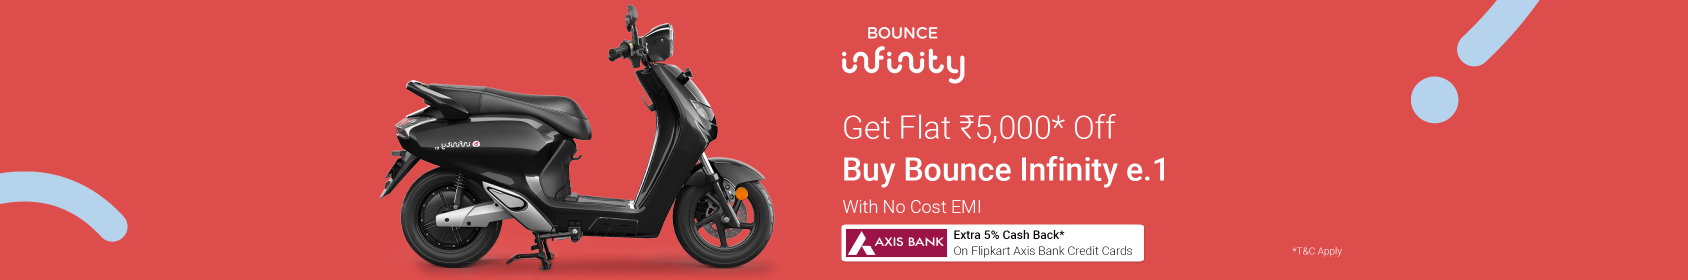 BOUNCE
infinity
Get Flat ₹5,000* Off
Buy Bounce Infinity e.1
With No Cost EMI
AXIS BANK
Extra 5% Cash Back*
On Flipkart Axis Bank Credit Cards
*T&C Apply